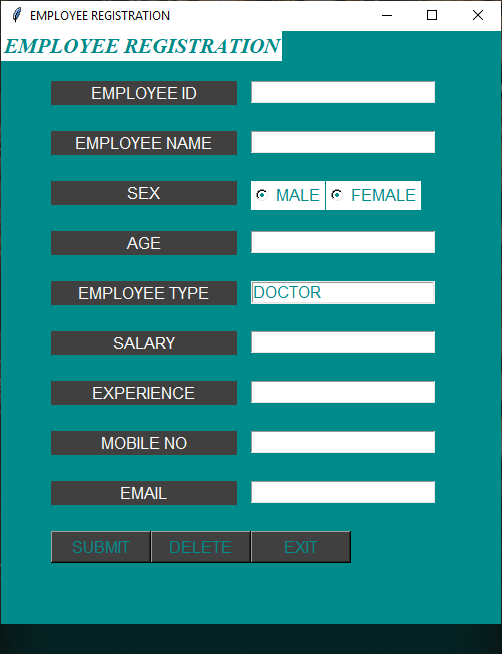 EMPLOYEE REGISTRATION
EMPLOYEE REGISTRATION
EMPLOYEE ID
EMPLOYEE NAME
SEX MALE FEMALE
AGE
EMPLOYEE TYPE DOCTOR
SALARY
EXPERIENCE
MOBILE NO
EMAIL
SUBMIT DELETE EXIT